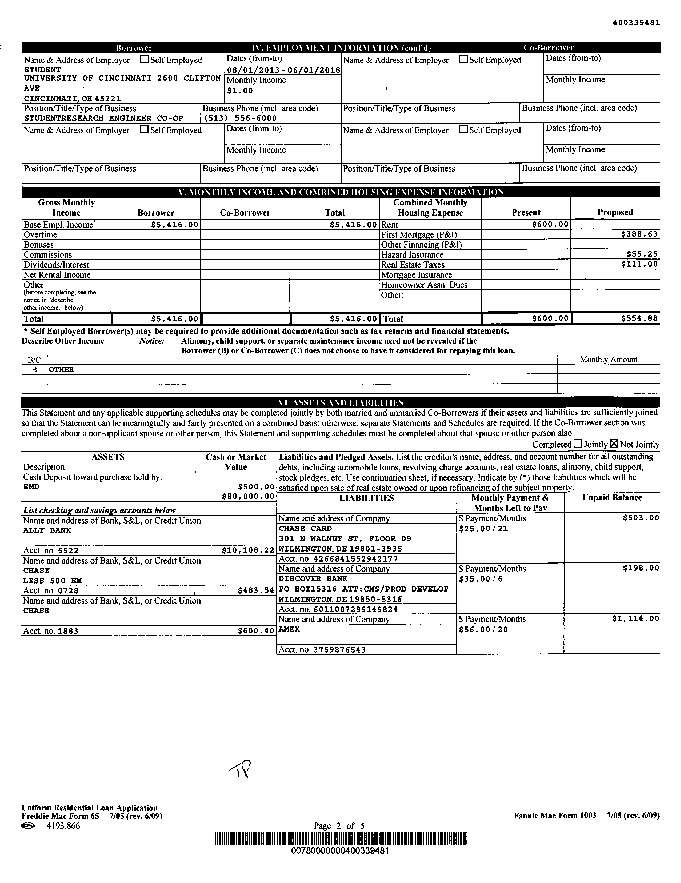 400339481
Borrower IV. EMPLOYMENT INFORMATION (cont'd) Co-Borrower
Name & Address of Employer Self Employed Dates (from-to) Name & Address of Employer Self Employed Dates (from-to)
STUDENT
UNIVERSITY OF CINCINNATI 2600 CLIFTON AVE
CINCINNATI, OH 45221
08/01/2013-06/01/2016
Monthly Income Monthly Income
$1.00
Position/Title/Type of Business Business Phone (incl. area code) Position/Title/Type of Business Business Phone (incl. area code)
STUDENTRESEARCH ENGINEER CO-OP (513) 556-6000
Name & Address of Employer Self Employed Dates (from-to) Name & Address of Employer Self Employed Dates (from-to)
Monthly Income Monthly Income
Position/Title/Type of Business Business Phone (incl. area code) Position/Title/Type of Business Business Phone (incl. area code)
V. MONTHLY INCOME AND COMBINED HOUSING EXPENSE INFORMATION
Gross Monthly Income Borrower Co-Borrower Total Combined Monthly Housing Expense Present Proposed
Base Empl. Income* $5,416.00 $5,416.00 Rent $600.00
Overtime First Mortgage (P&I) $388.63
Bonuses Other Financing (P&I)
Commissions Hazard Insurance $55.25
Dividends/Interest Real Estate Taxes $111.00
Net Rental Income Mortgage Insurance
Other Homeowner Assn. Dues
(before completing, see the notice in "describe other income," below) Other:
Total $5,416.00 $5,416.00 Total $600.00 $554.88
* Self Employed Borrower(s) may be required to provide additional documentation such as tax returns and financial statements.
Describe Other Income Notice: Alimony, child support, or separate maintenance income need not be revealed if the
Borrower (B) or Co-Borrower (C) does not choose to have it considered for repaying this loan.
B/C Monthly Amount
B OTHER
VI. ASSETS AND LIABILITIES
This Statement and any applicable supporting schedules may be completed jointly by both married and unmarried Co-Borrowers if their assets and liabilities are sufficiently joined
so that the Statement can be meaningfully and fairly presented on a combined basis; otherwise, separate Statements and Schedules are required. If the Co-Borrower section was
completed about a non-applicant spouse or other person, this Statement and supporting schedules must be completed about that spouse or other person also.
Completed Jointly Not Jointly
ASSETS Cash or Market Value
Description
Cash Deposit toward purchase held by:
EMD $500.00
$80,000.00
Liabilities and Pledged Assets. List the creditor's name, address, and account number for all outstanding
debts, including automobile loans, revolving charge accounts, real estate loans, alimony, child support,
stock pledges, etc. Use continuation sheet, if necessary. Indicate by (*) those liabilities which will be
satisfied upon sale of real estate owned or upon refinancing of the subject property.
LIABILITIES Monthly Payment & Months Left to Pay Unpaid Balance
List checking and savings accounts below
Name and address of Bank, S&L, or Credit Union
ALLY BANK
Acct. no. 6522 $10,108.22
Name and address of Bank, S&L, or Credit Union
CHASE
LESS 500 EM
Acct. no. 0728 $483.54
Name and address of Bank, S&L, or Credit Union
CHASE
Acct. no. 1883 $600.00
Name and address of Company $ Payment/Months $503.00
CHASE CARD $25.00/21
301 N WALNUT ST, FLOOR 09
WILMINGTON, DE 19801-3935
Acct. no. 4266841552942177
Name and address of Company $ Payment/Months $198.00
DISCOVER BANK $35.00/6
PO BOX15316 ATT:CMS/PROD DEVELOP
WILMINGTON, DE 19850-5316
Acct. no. 6011007296146824
Name and address of Company $ Payment/Months $1,114.00
AMEX $56.00/20
Acct. no. 3759876543
TP
Uniform Residential Loan Application
Freddie Mac Form 65 7/05 (rev. 6/09) Fannie Mae Form 1003 7/05 (rev. 6/09)
4193.866 Page 2 of 5
00780000000400339481